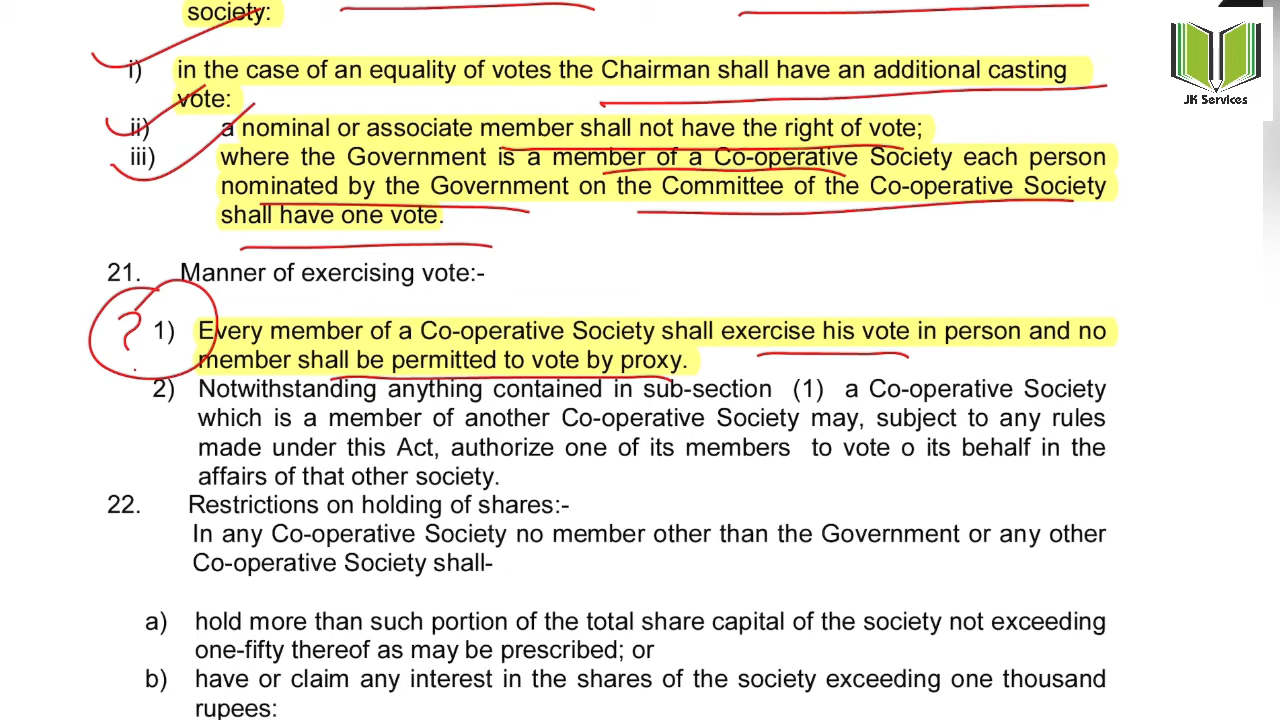 society:
i) in the case of an equality of votes the Chairman shall have an additional casting
vote:
ii) a nominal or associate member shall not have the right of vote;
iii) where the Government is a member of a Co-operative Society each person
nominated by the Government on the Committee of the Co-operative Society
shall have one vote.
21. Manner of exercising vote:-
? 1) Every member of a Co-operative Society shall exercise his vote in person and no
member shall be permitted to vote by proxy.
2) Notwithstanding anything contained in sub-section (1) a Co-operative Society
which is a member of another Co-operative Society may, subject to any rules
made under this Act, authorize one of its members to vote o its behalf in the
affairs of that other society.
22. Restrictions on holding of shares:-
In any Co-operative Society no member other than the Government or any other
Co-operative Society shall-
a) hold more than such portion of the total share capital of the society not exceeding
one-fifty thereof as may be prescribed; or
b) have or claim any interest in the shares of the society exceeding one thousand
rupees:
JK Services